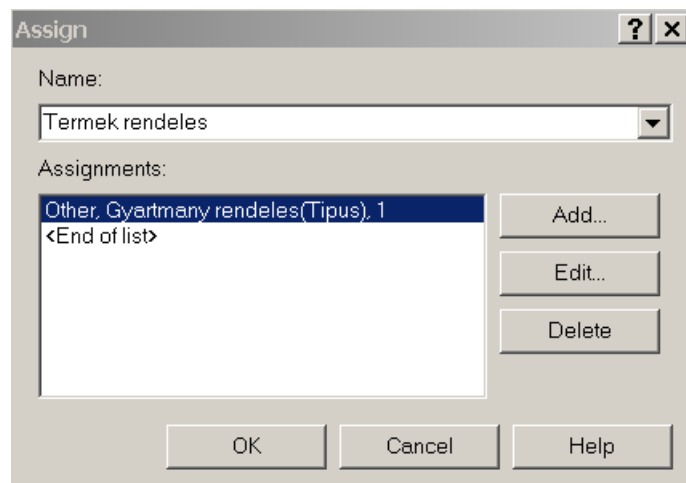 Assign
Name:
Termek rendeles
Assignments:
Other, Gyartmany rendeles(Tipus), 1
<End of list>
Add...
Edit...
Delete
OK
Cancel
Help